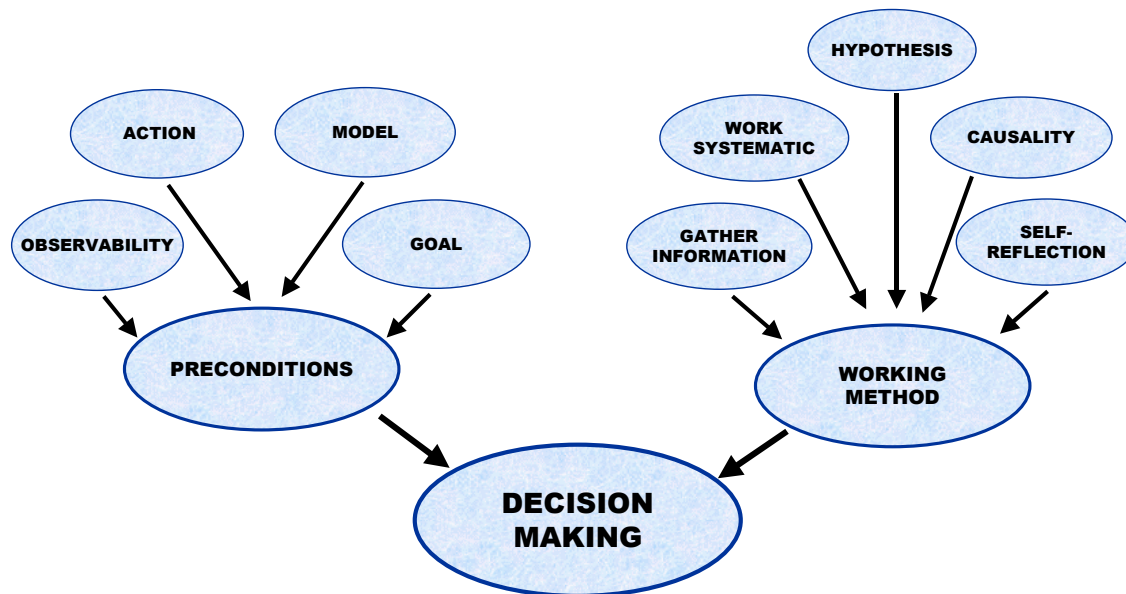 HYPOTHESIS
ACTION
MODEL
WORK
SYSTEMATIC
CAUSALITY
OBSERVABILITY
GOAL
GATHER
INFORMATION
SELF-
REFLECTION
PRECONDITIONS
WORKING
METHOD
DECISION
MAKING